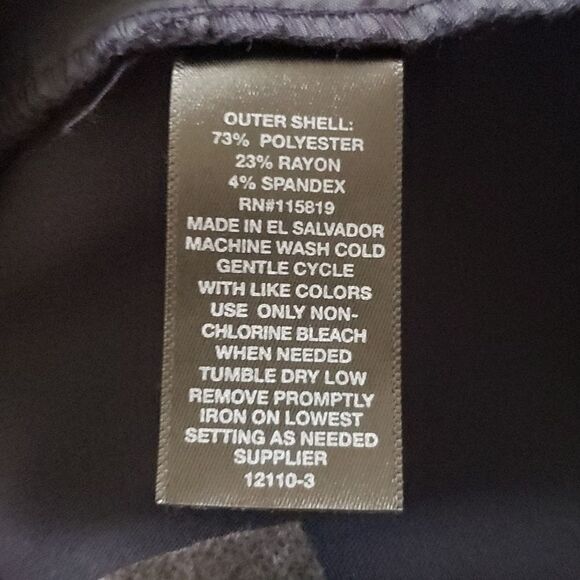 OUTER SHELL:
73% POLYESTER
23% RAYON
4% SPANDEX
RN#115819
MADE IN EL SALVADOR
MACHINE WASH COLD
GENTLE CYCLE
WITH LIKE COLORS
USE ONLY NON-
CHLORINE BLEACH
WHEN NEEDED
TUMBLE DRY LOW
REMOVE PROMPTLY
IRON ON LOWEST
SETTING AS NEEDED
SUPPLIER
12110-3